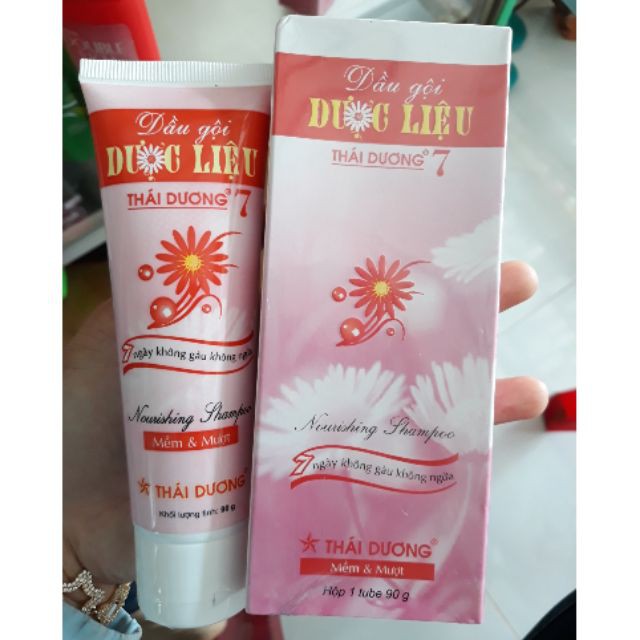 Dầu gội
DƯỢC LIỆU
THÁI DƯƠNG® 7
7 ngày không gàu không ngứa
Nourishing Shampoo
Mềm & Mượt
THÁI DƯƠNG®
Khối lượng tịnh: 90 g
Dầu gội
DƯỢC LIỆU
THÁI DƯƠNG® 7
Nourishing Shampoo
7 ngày không gàu không ngứa
THÁI DƯƠNG®
Mềm & Mượt
Hộp 1 tube 90 g